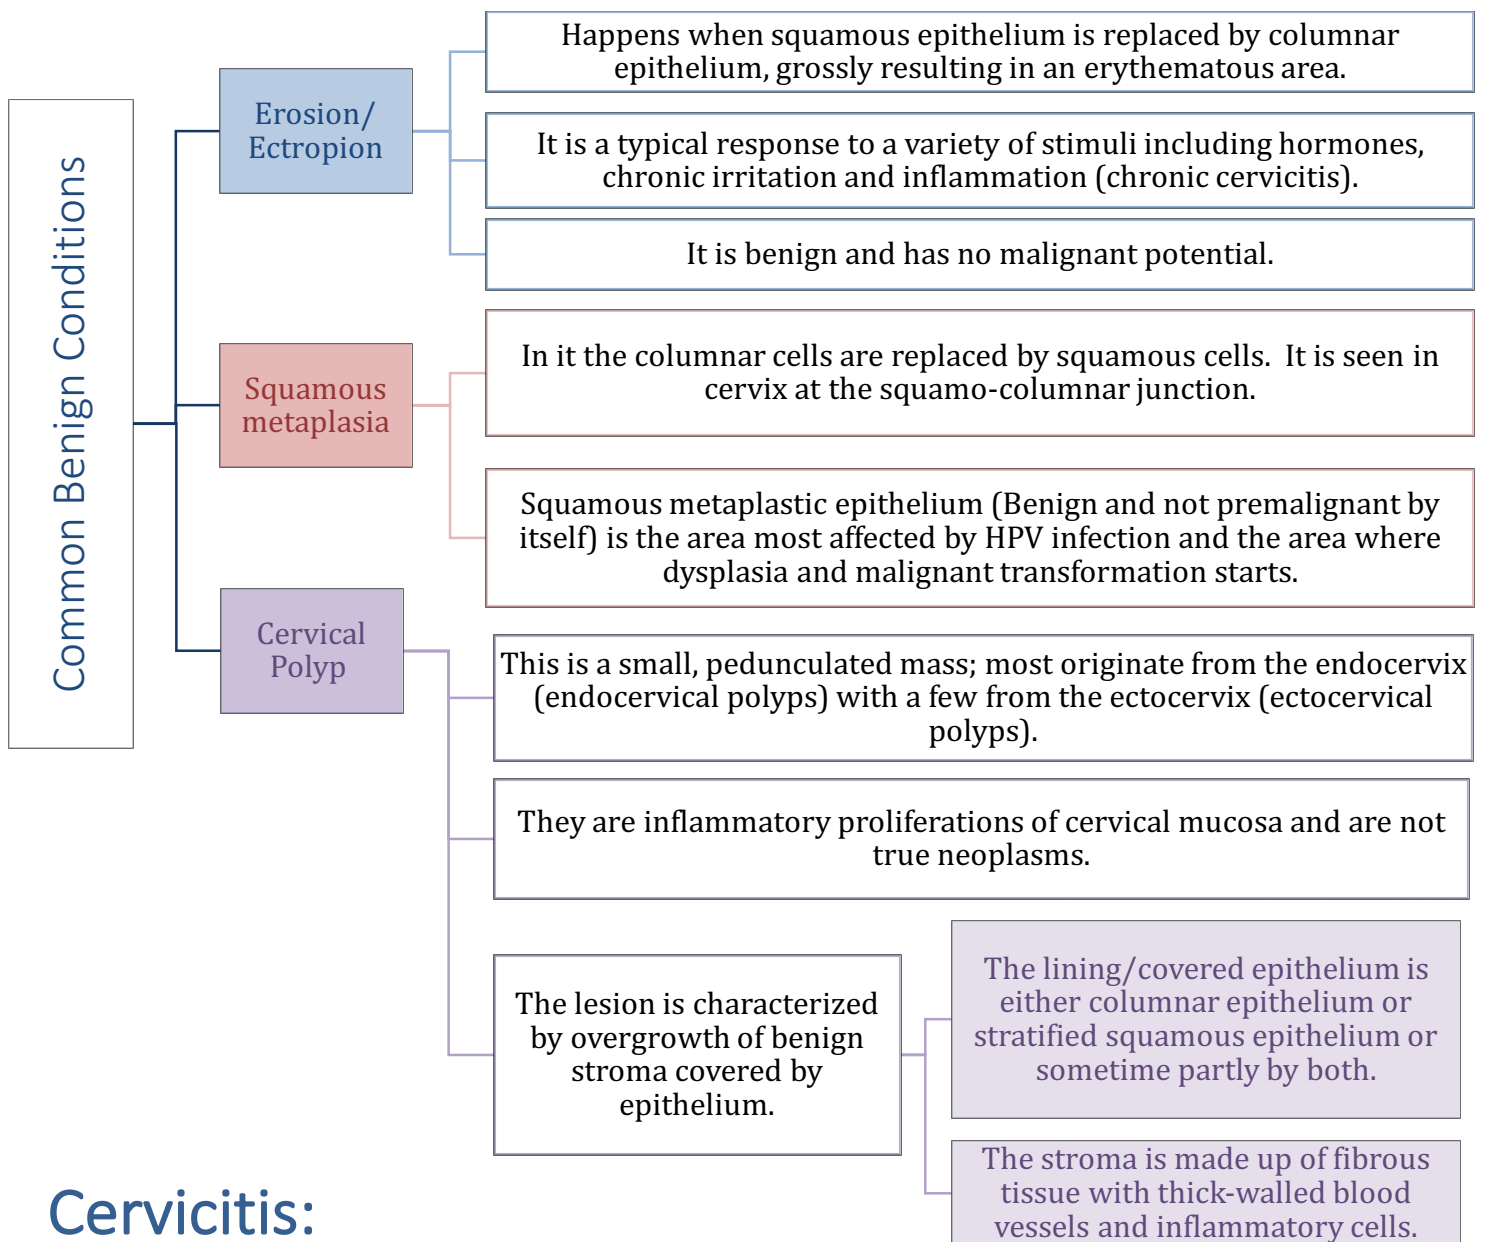 Common Benign Conditions
Erosion/
Ectropion
Happens when squamous epithelium is replaced by columnar
epithelium, grossly resulting in an erythematous area.
It is a typical response to a variety of stimuli including hormones,
chronic irritation and inflammation (chronic cervicitis).
It is benign and has no malignant potential.
Squamous
metaplasia
In it the columnar cells are replaced by squamous cells.  It is seen in
cervix at the squamo-columnar junction.
Squamous metaplastic epithelium (Benign and not premalignant by
itself) is the area most affected by HPV infection and the area where
dysplasia and malignant transformation starts.
Cervical
Polyp
This is a small, pedunculated mass; most originate from the endocervix
(endocervical polyps) with a few from the ectocervix (ectocervical
polyps).
They are inflammatory proliferations of cervical mucosa and are not
true neoplasms.
The lesion is characterized
by overgrowth of benign
stroma covered by
epithelium.
The lining/covered epithelium is
either columnar epithelium or
stratified squamous epithelium or
sometime partly by both.
The stroma is made up of fibrous
tissue with thick-walled blood
vessels and inflammatory cells.
Cervicitis: